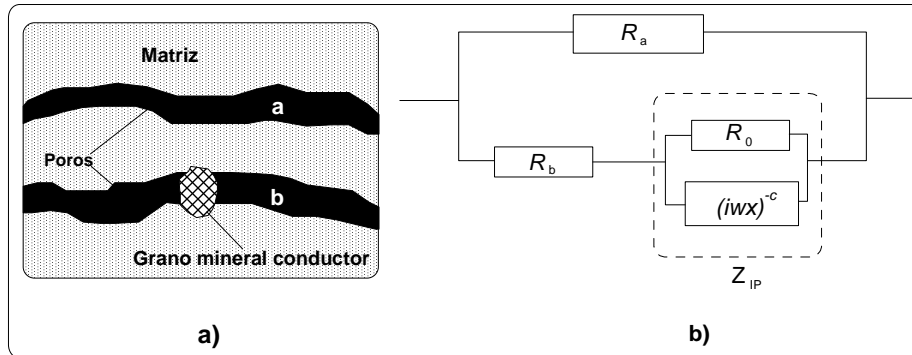 Matriz
a
Poros
b
Grano mineral conductor
a)
R_a
R_b
R_0
(iwx)^-c
Z_IP
b)